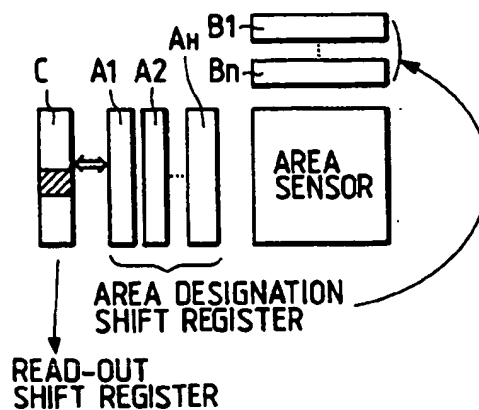 B1
Bn
C A1 A2 AH
AREA
SENSOR
AREA DESIGNATION
SHIFT REGISTER
READ-OUT
SHIFT REGISTER